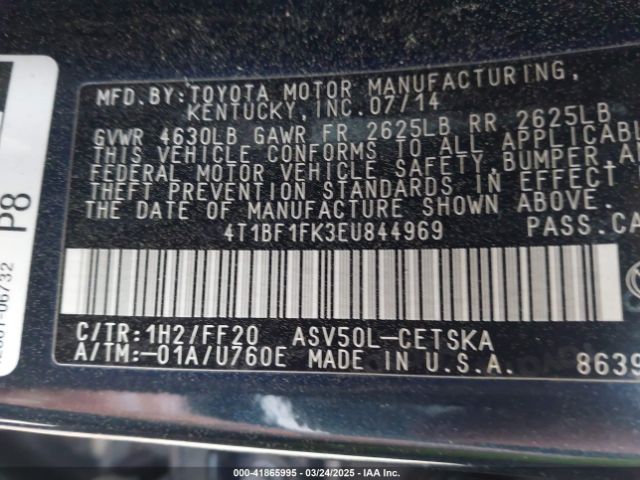 MFD.BY:TOYOTA MOTOR MANUFACTURING,
KENTUCKY,INC.07/14
GVWR 4630LB GAWR FR 2625LB RR 2625LB
THIS VEHICLE CONFORMS TO ALL APPLICABL
FEDERAL MOTOR VEHICLE SAFETY,BUMPER,AN
THEFT PREVENTION STANDARDS IN EFFECT
THE DATE OF MANUFACTURE SHOWN ABOVE.
4T1BF1FK3EU844969 PASS.CA
C/TR:1H2/FF20 ASV50L-CETSKA
A/TM:-01A/U760E MADE IN U.S.A. 8639
P8
06732
000-41865995 - 03/24/2025 - IAA Inc.